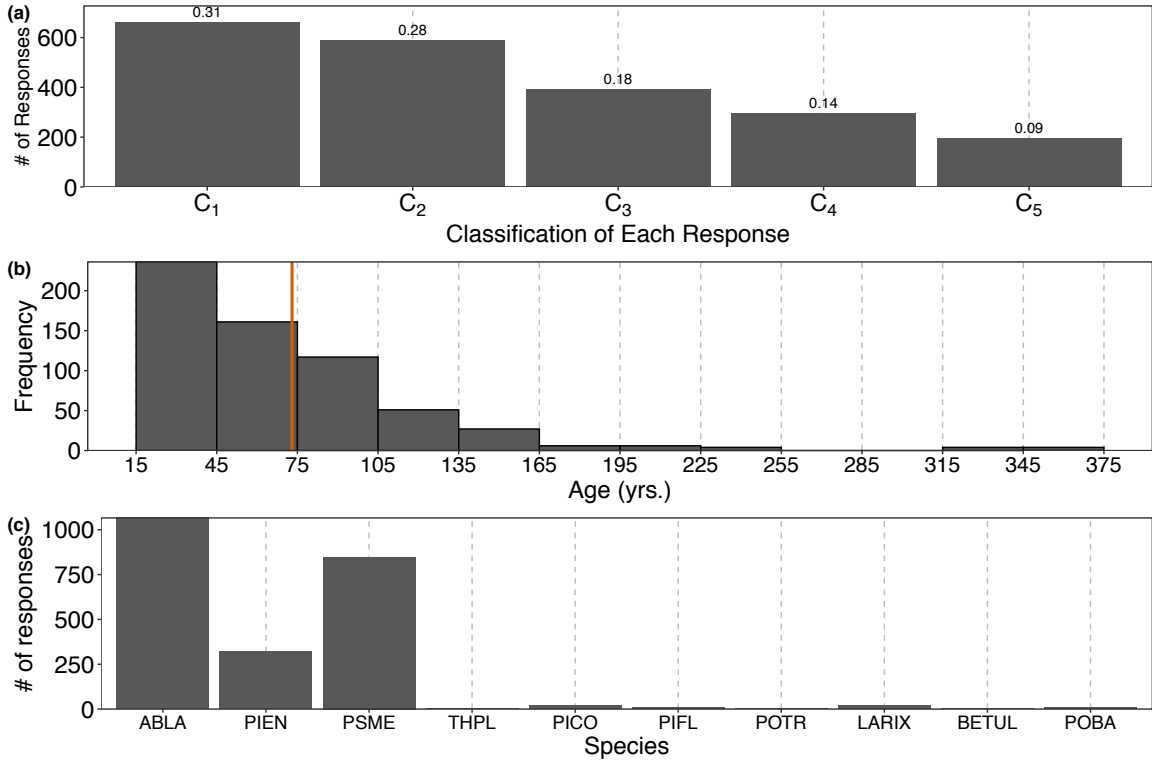 (a)
# of Responses
600
400
200
0
0.31
0.28
0.18
0.14
0.09
C₁ C₂ C₃ C₄ C₅
Classification of Each Response
(b)
Frequency
200
150
100
50
0
15 45 75 105 135 165 195 225 255 285 315 345 375
Age (yrs.)
(c)
# of responses
1000
750
500
250
0
ABLA PIEN PSME THPL PICO PIFL POTR LARIX BETUL POBA
Species